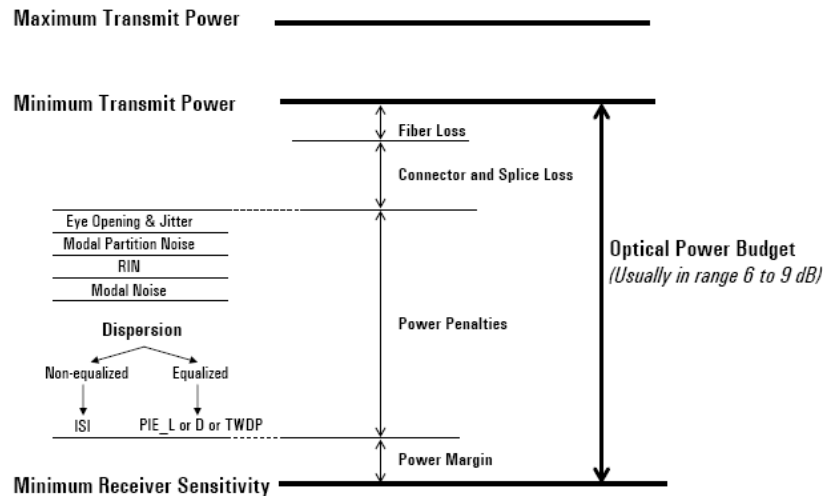 Maximum Transmit Power
Minimum Transmit Power
Fiber Loss
Connector and Splice Loss
Eye Opening & Jitter
Modal Partition Noise
RIN
Modal Noise
Optical Power Budget
(Usually in range 6 to 9 dB)
Dispersion
Power Penalties
Non-equalized
Equalized
ISI
PIE_L or D or TWDP
Power Margin
Minimum Receiver Sensitivity